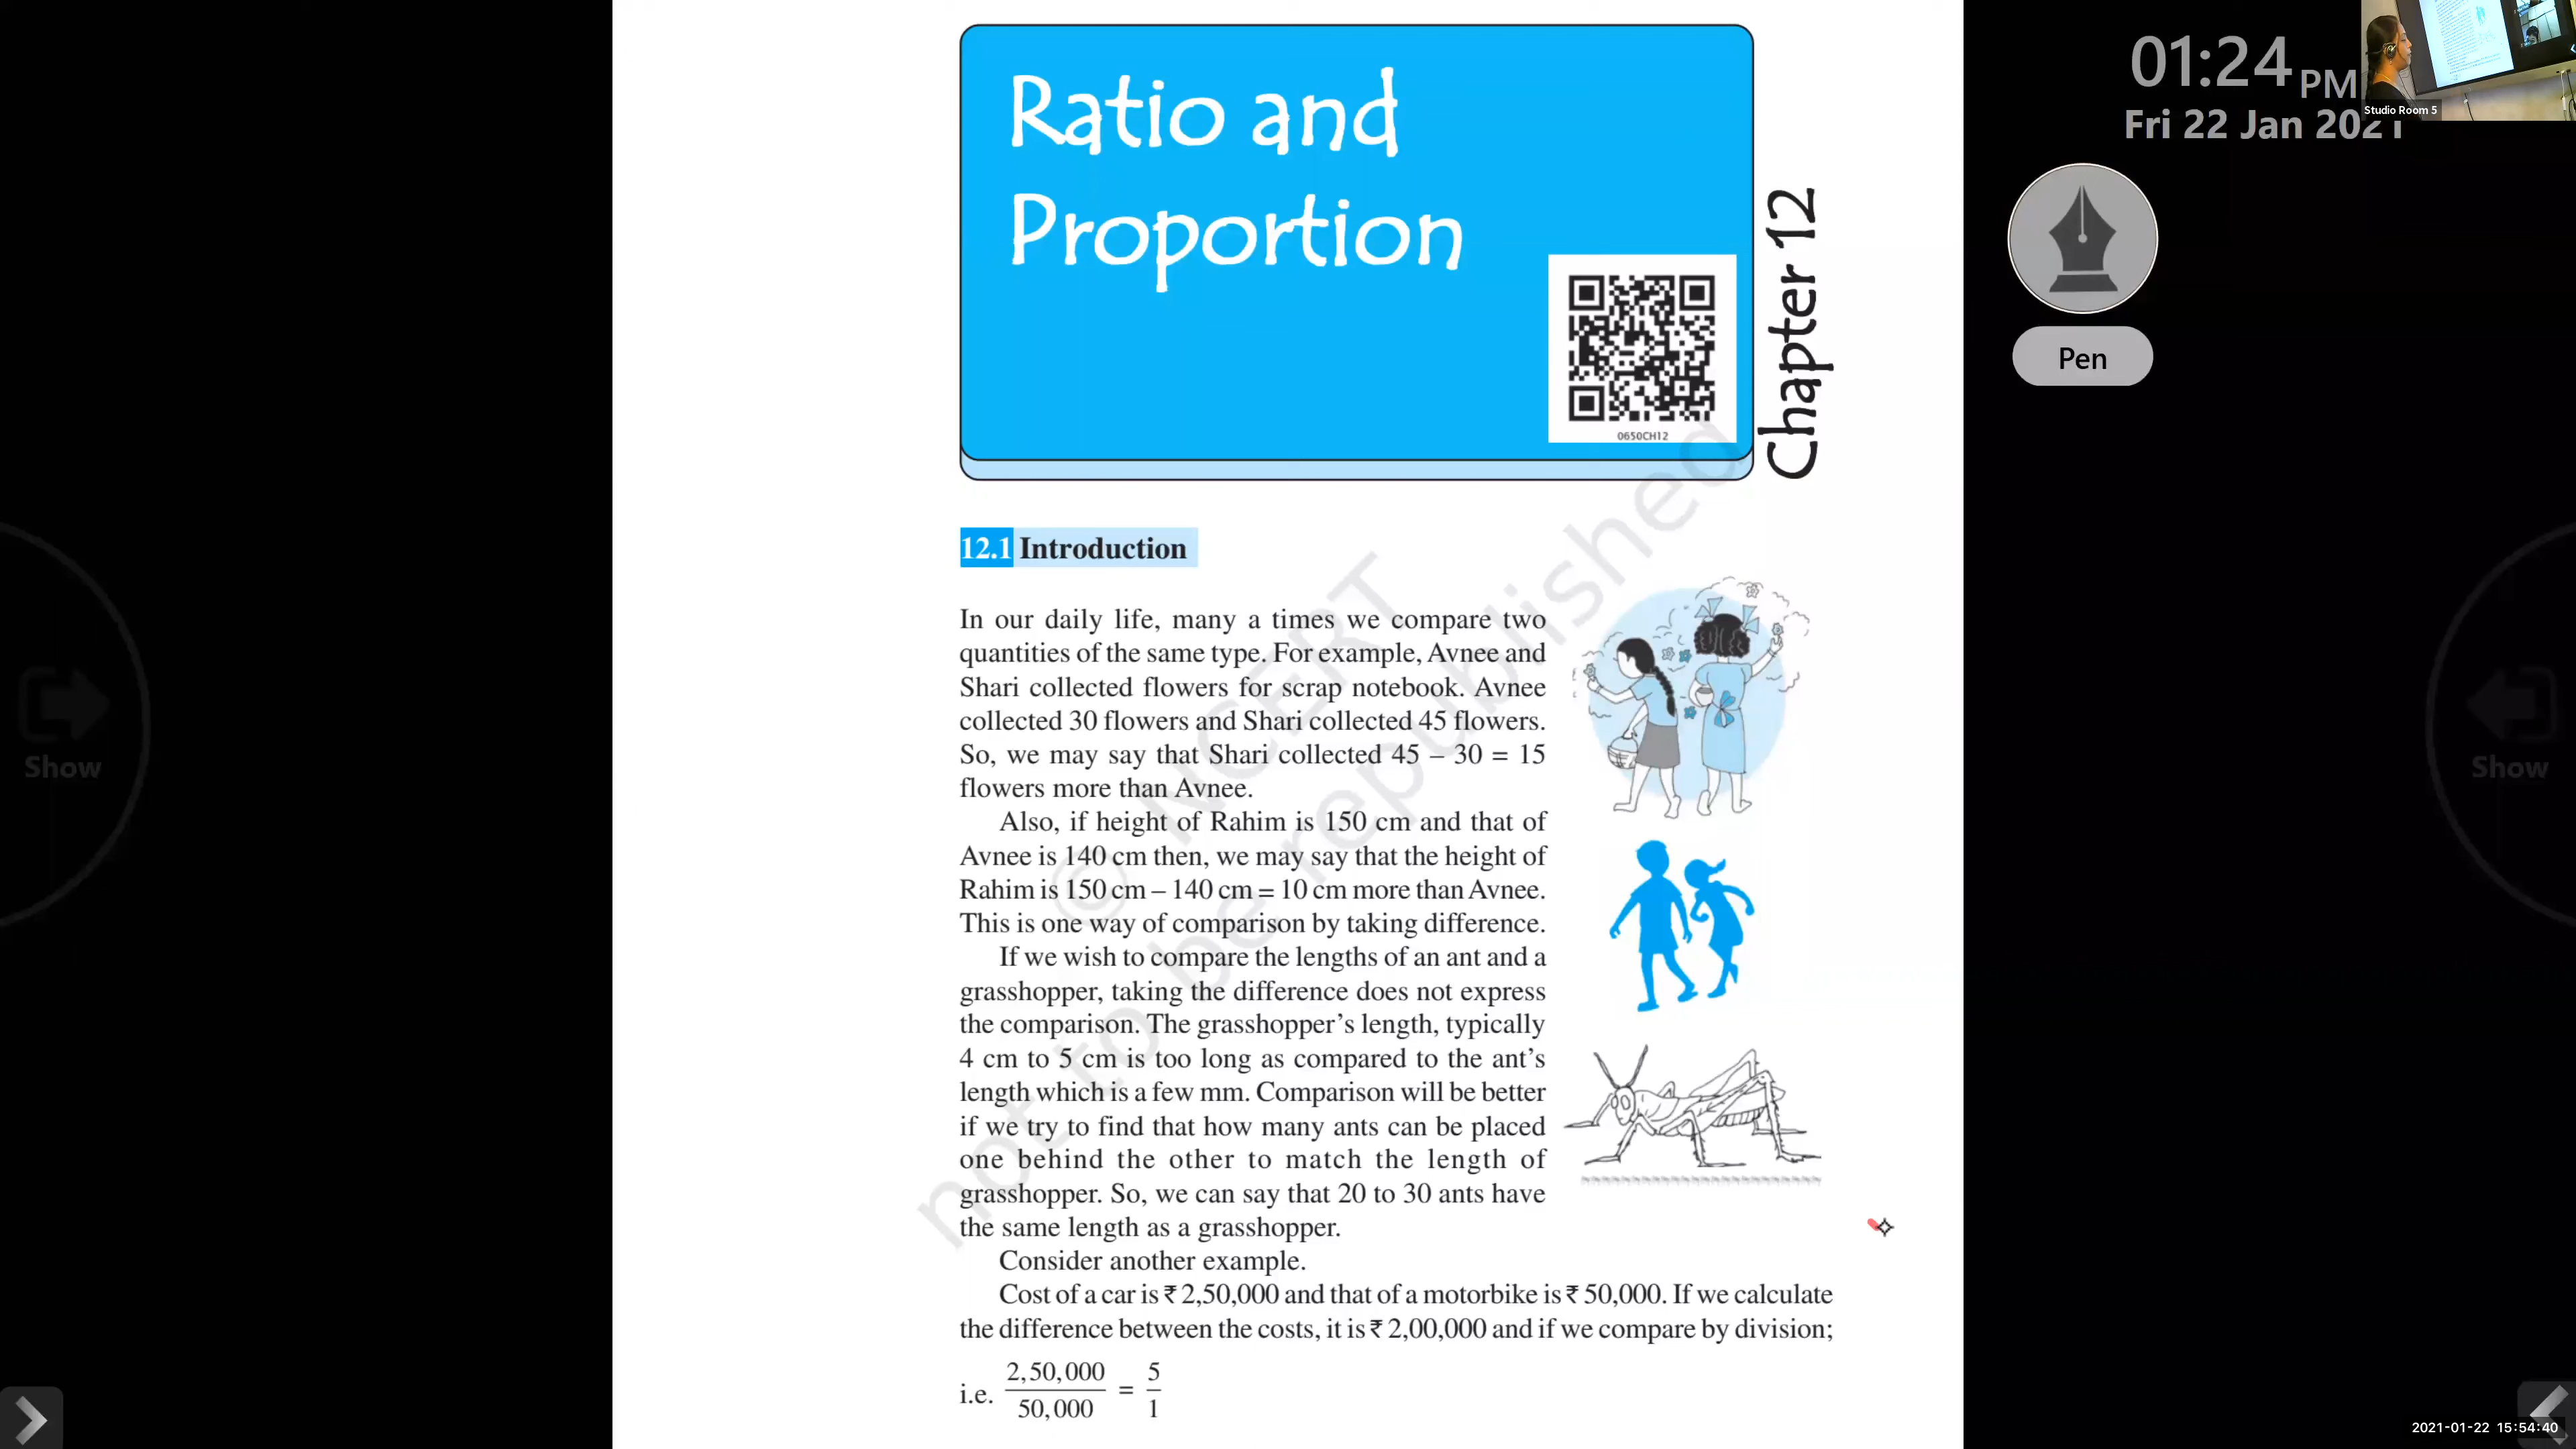 Ratio and
Proportion
0650CH12
Chapter 12
12.1 Introduction
In our daily life, many a times we compare two
quantities of the same type. For example, Avnee and
Shari collected flowers for scrap notebook. Avnee
collected 30 flowers and Shari collected 45 flowers.
So, we may say that Shari collected 45 – 30 = 15
flowers more than Avnee.
Also, if height of Rahim is 150 cm and that of
Avnee is 140 cm then, we may say that the height of
Rahim is 150 cm – 140 cm = 10 cm more than Avnee.
This is one way of comparison by taking difference.
If we wish to compare the lengths of an ant and a
grasshopper, taking the difference does not express
the comparison. The grasshopper’s length, typically
4 cm to 5 cm is too long as compared to the ant’s
length which is a few mm. Comparison will be better
if we try to find that how many ants can be placed
one behind the other to match the length of
grasshopper. So, we can say that 20 to 30 ants have
the same length as a grasshopper.
Consider another example.
Cost of a car is ₹ 2,50,000 and that of a motorbike is ₹ 50,000. If we calculate
the difference between the costs, it is ₹ 2,00,000 and if we compare by division;
i.e. 2,50,000/50,000 = 5/1
© NCERT
not to be republished
01:24 PM
Fri 22 Jan 2021
Studio Room 5
Pen
Show
Show
2021-01-22 15:54:40